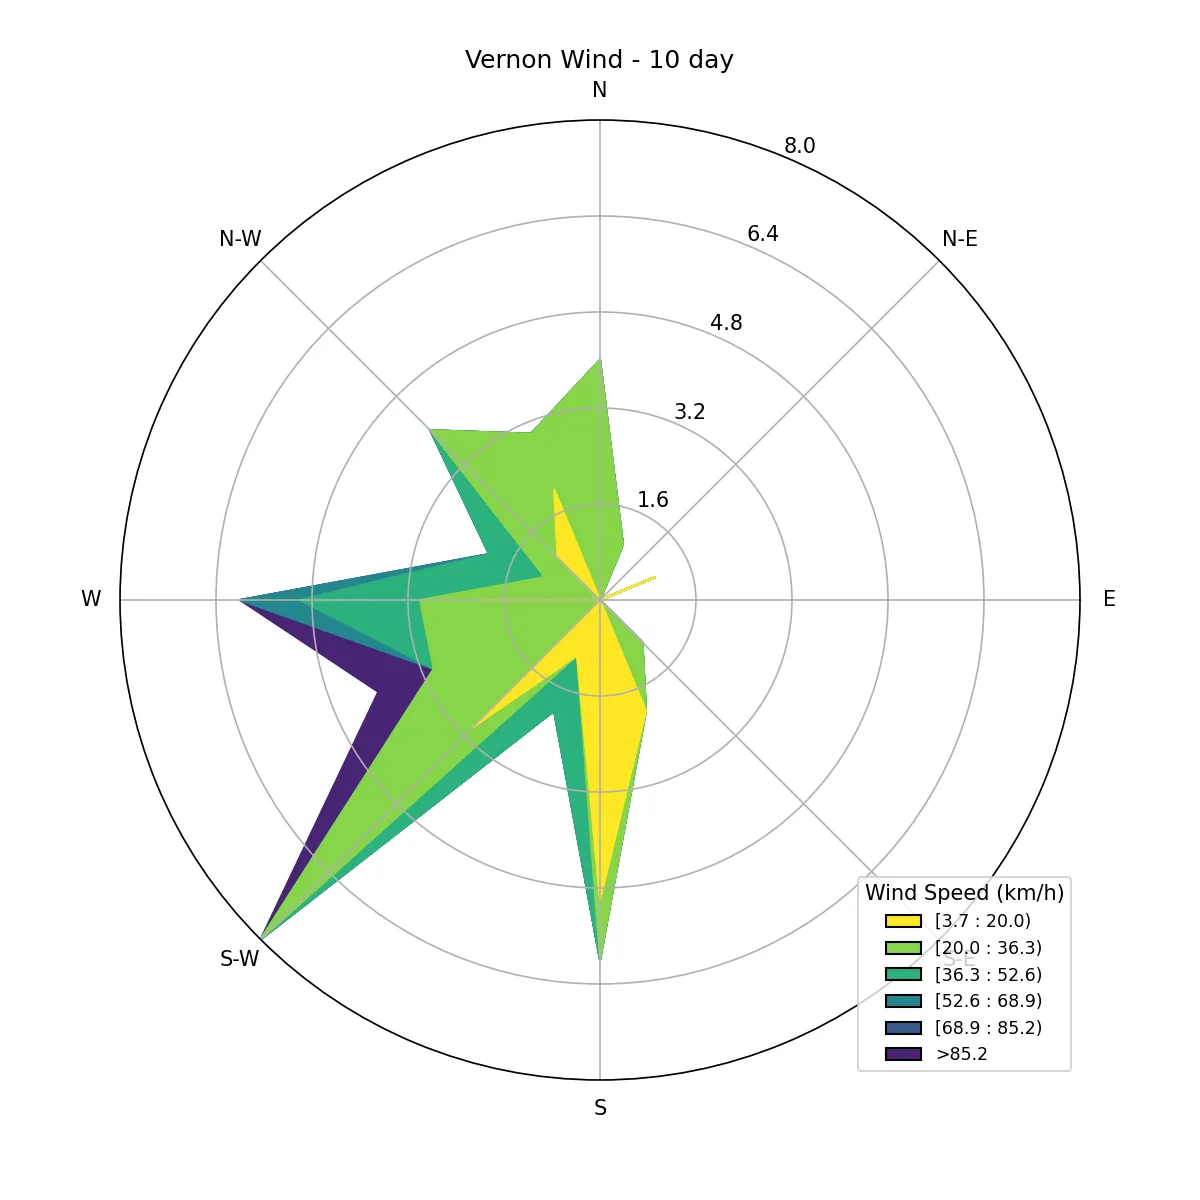 Vernon Wind - 10 day
N
8.0
N-W
N-E
6.4
4.8
3.2
1.6
W
E
S-W
S-E
S
Wind Speed (km/h)
[3.7 : 20.0)
[20.0 : 36.3)
[36.3 : 52.6)
[52.6 : 68.9)
[68.9 : 85.2)
>85.2